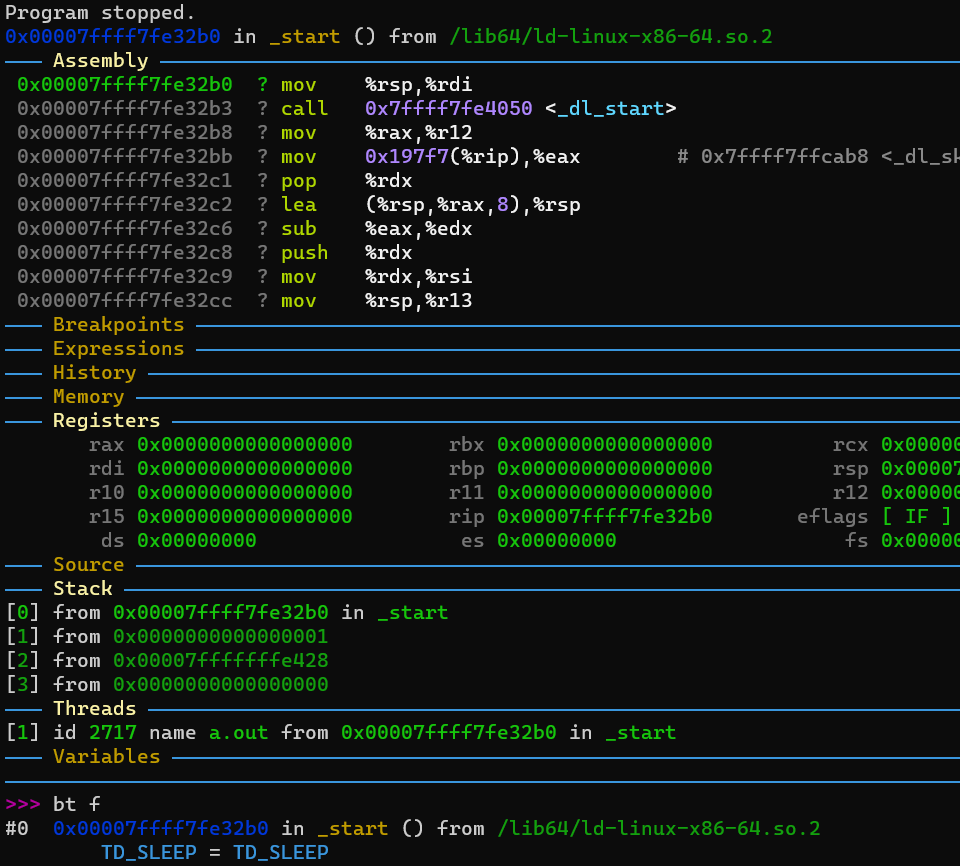 Program stopped.
0x00007ffff7fe32b0 in _start () from /lib64/ld-linux-x86-64.so.2
Assembly
0x00007ffff7fe32b0 ? mov %rsp,%rdi
0x00007ffff7fe32b3 ? call 0x7ffff7fe4050 <_dl_start>
0x00007ffff7fe32b8 ? mov %rax,%r12
0x00007ffff7fe32bb ? mov 0x197f7(%rip),%eax # 0x7ffff7ffcab8 <_dl_sk
0x00007ffff7fe32c1 ? pop %rdx
0x00007ffff7fe32c2 ? lea (%rsp,%rax,8),%rsp
0x00007ffff7fe32c6 ? sub %eax,%edx
0x00007ffff7fe32c8 ? push %rdx
0x00007ffff7fe32c9 ? mov %rdx,%rsi
0x00007ffff7fe32cc ? mov %rsp,%r13
Breakpoints
Expressions
History
Memory
Registers
rax 0x0000000000000000 rbx 0x0000000000000000 rcx 0x0000
rdi 0x0000000000000000 rbp 0x0000000000000000 rsp 0x00007
r10 0x0000000000000000 r11 0x0000000000000000 r12 0x0000
r15 0x0000000000000000 rip 0x00007ffff7fe32b0 eflags [ IF ]
ds 0x00000000 es 0x00000000 fs 0x0000
Source
Stack
[0] from 0x00007ffff7fe32b0 in _start
[1] from 0x0000000000000001
[2] from 0x00007fffffffe428
[3] from 0x0000000000000000
Threads
[1] id 2717 name a.out from 0x00007ffff7fe32b0 in _start
Variables
>>> bt f
#0 0x00007ffff7fe32b0 in _start () from /lib64/ld-linux-x86-64.so.2
TD_SLEEP = TD_SLEEP